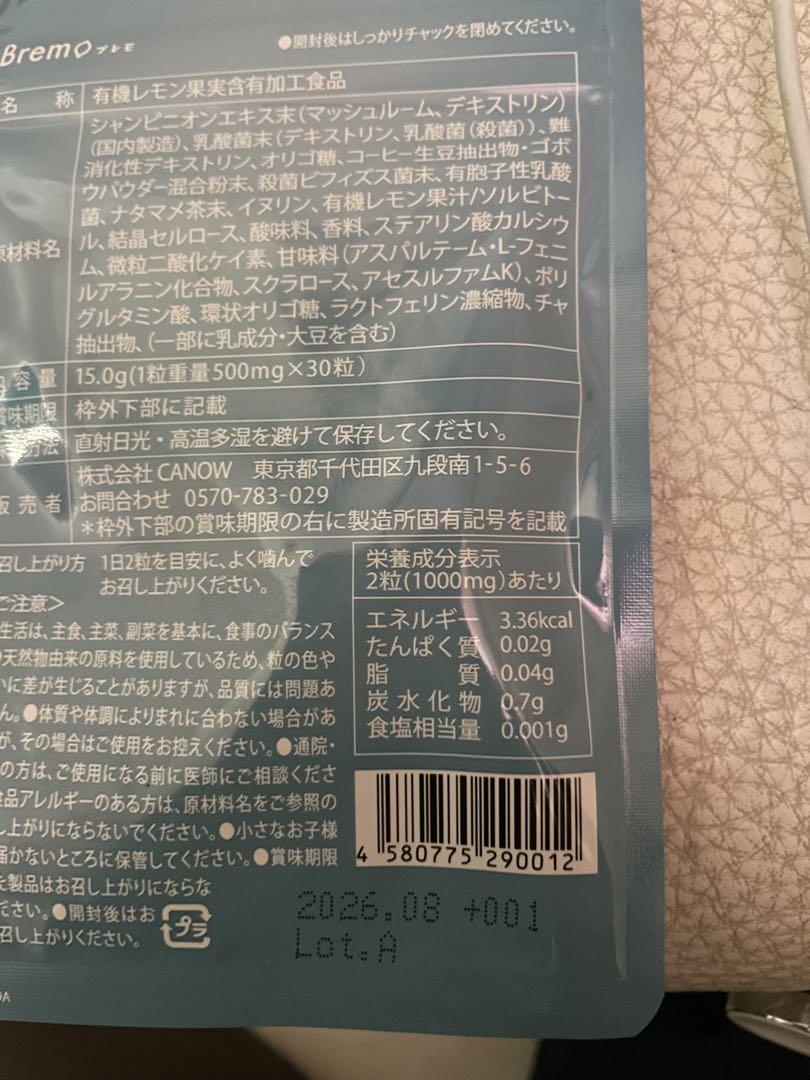 Bremo ブレモ
●開封後はしっかりチャックを閉めてください。
名 称 有機レモン果実含有加工食品
原材料名
シャンピニオンエキス末(マッシュルーム、デキストリン)
(国内製造)、乳酸菌末(デキストリン、乳酸菌(殺菌))、難
消化性デキストリン、オリゴ糖、コーヒー生豆抽出物・ゴボ
ウパウダー混合粉末、殺菌ビフィズス菌末、有胞子性乳酸
菌、ナタマメ茶末、イヌリン、有機レモン果汁/ソルビトー
ル、結晶セルロース、酸味料、香料、ステアリン酸カルシウ
ム、微粒二酸化ケイ素、甘味料(アスパルテーム・L-フェニ
ルアラニン化合物、スクラロース、アセスルファムK)、ポリ
グルタミン酸、環状オリゴ糖、ラクトフェリン濃縮物、チャ
抽出物、(一部に乳成分・大豆を含む)
内容量 15.0g(1粒重量500mg×30粒)
賞味期限 枠外下部に記載
方法 直射日光・高温多湿を避けて保存してください。
販売者
株式会社 CANOW 東京都千代田区九段南1-5-6
お問合わせ 0570-783-029
*枠外下部の賞味期限の右に製造所固有記号を記載
召し上がり方 1日2粒を目安に、よく噛んで
お召し上がりください。
ご注意>
生活は、主食、主菜、副菜を基本に、食事のバランス
天然物由来の原料を使用しているため、粒の色や
いに差が生じることがありますが、品質には問題あ
ん。●体質や体調によりまれに合わない場合があ
が、その場合はご使用をお控えください。●通院・
の方は、ご使用になる前に医師にご相談くださ
食品アレルギーのある方は、原材料名をご参照の
し上がりにならないでください。●小さなお子様
届かないところに保管してください。●賞味期限
た製品はお召し上がりにならな
ださい。●開封後はお
召し上がりください。
プラ
栄養成分表示
2粒(1000mg)あたり
エネルギー 3.36kcal
たんぱく質 0.02g
脂 質 0.04g
炭水化物 0.7g
食塩相当量 0.001g
4 580775 290012
2026.08 +001
Lot.A